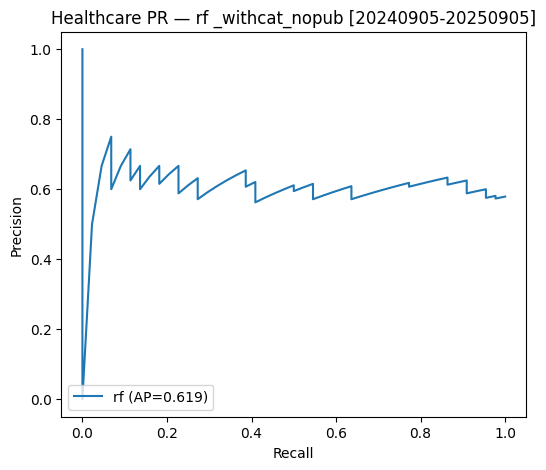 Healthcare PR — rf _withcat_nopub [20240905-20250905]
1.0
0.8
0.6
0.4
0.2
0.0
Precision
rf (AP=0.619)
0.0 0.2 0.4 0.6 0.8 1.0
Recall